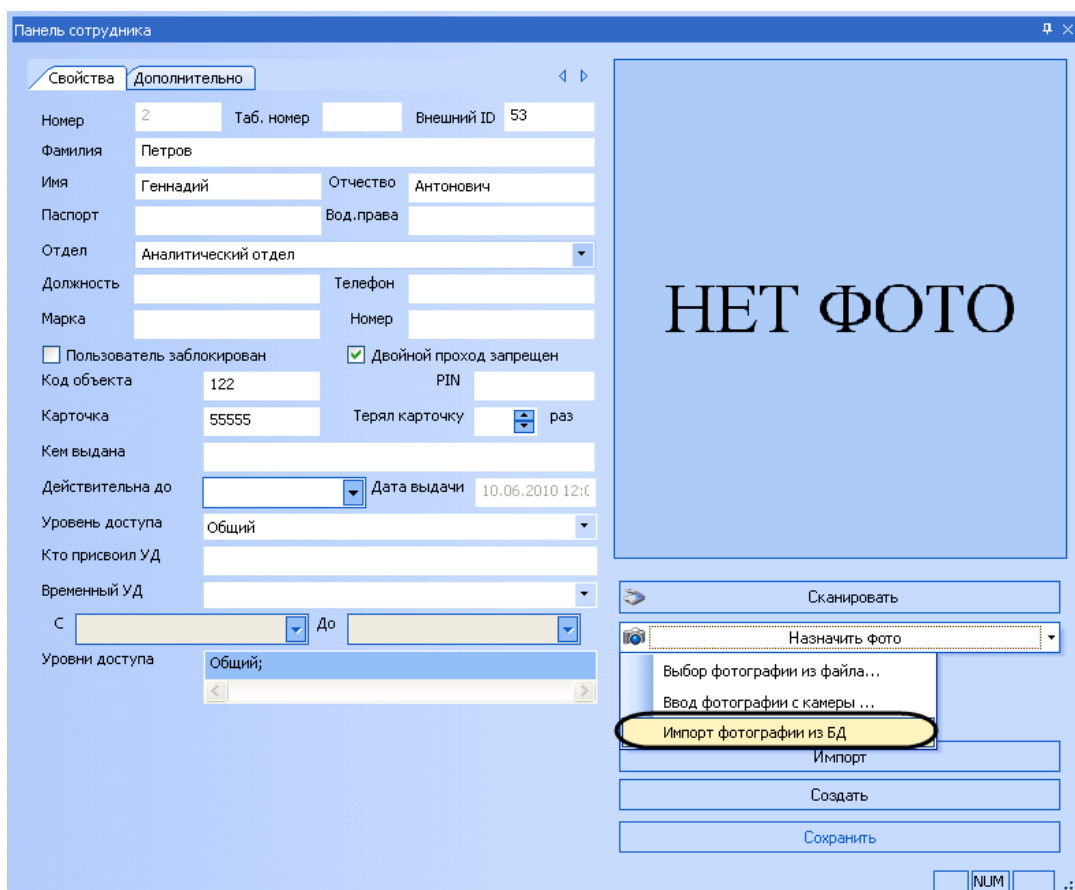 Панель сотрудника
Свойства Дополнительно
Номер 2 Таб. номер Внешний ID 53
Фамилия Петров
Имя Геннадий Отчество Антонович
Паспорт Вод.права
Отдел Аналитический отдел
Должность Телефон
Марка Номер
Пользователь заблокирован Двойной проход запрещен
Код объекта 122 PIN
Карточка 55555 Терял карточку раз
Кем выдана
Действительна до Дата выдачи 10.06.2010 12:0
Уровень доступа Общий
Кто присвоил УД
Временный УД
С До
Уровни доступа Общий;
НЕТ ФОТО
Сканировать
Назначить фото
Выбор фотографии из файла...
Ввод фотографии с камеры ...
Импорт фотографии из БД
Импорт
Создать
Сохранить
NUM